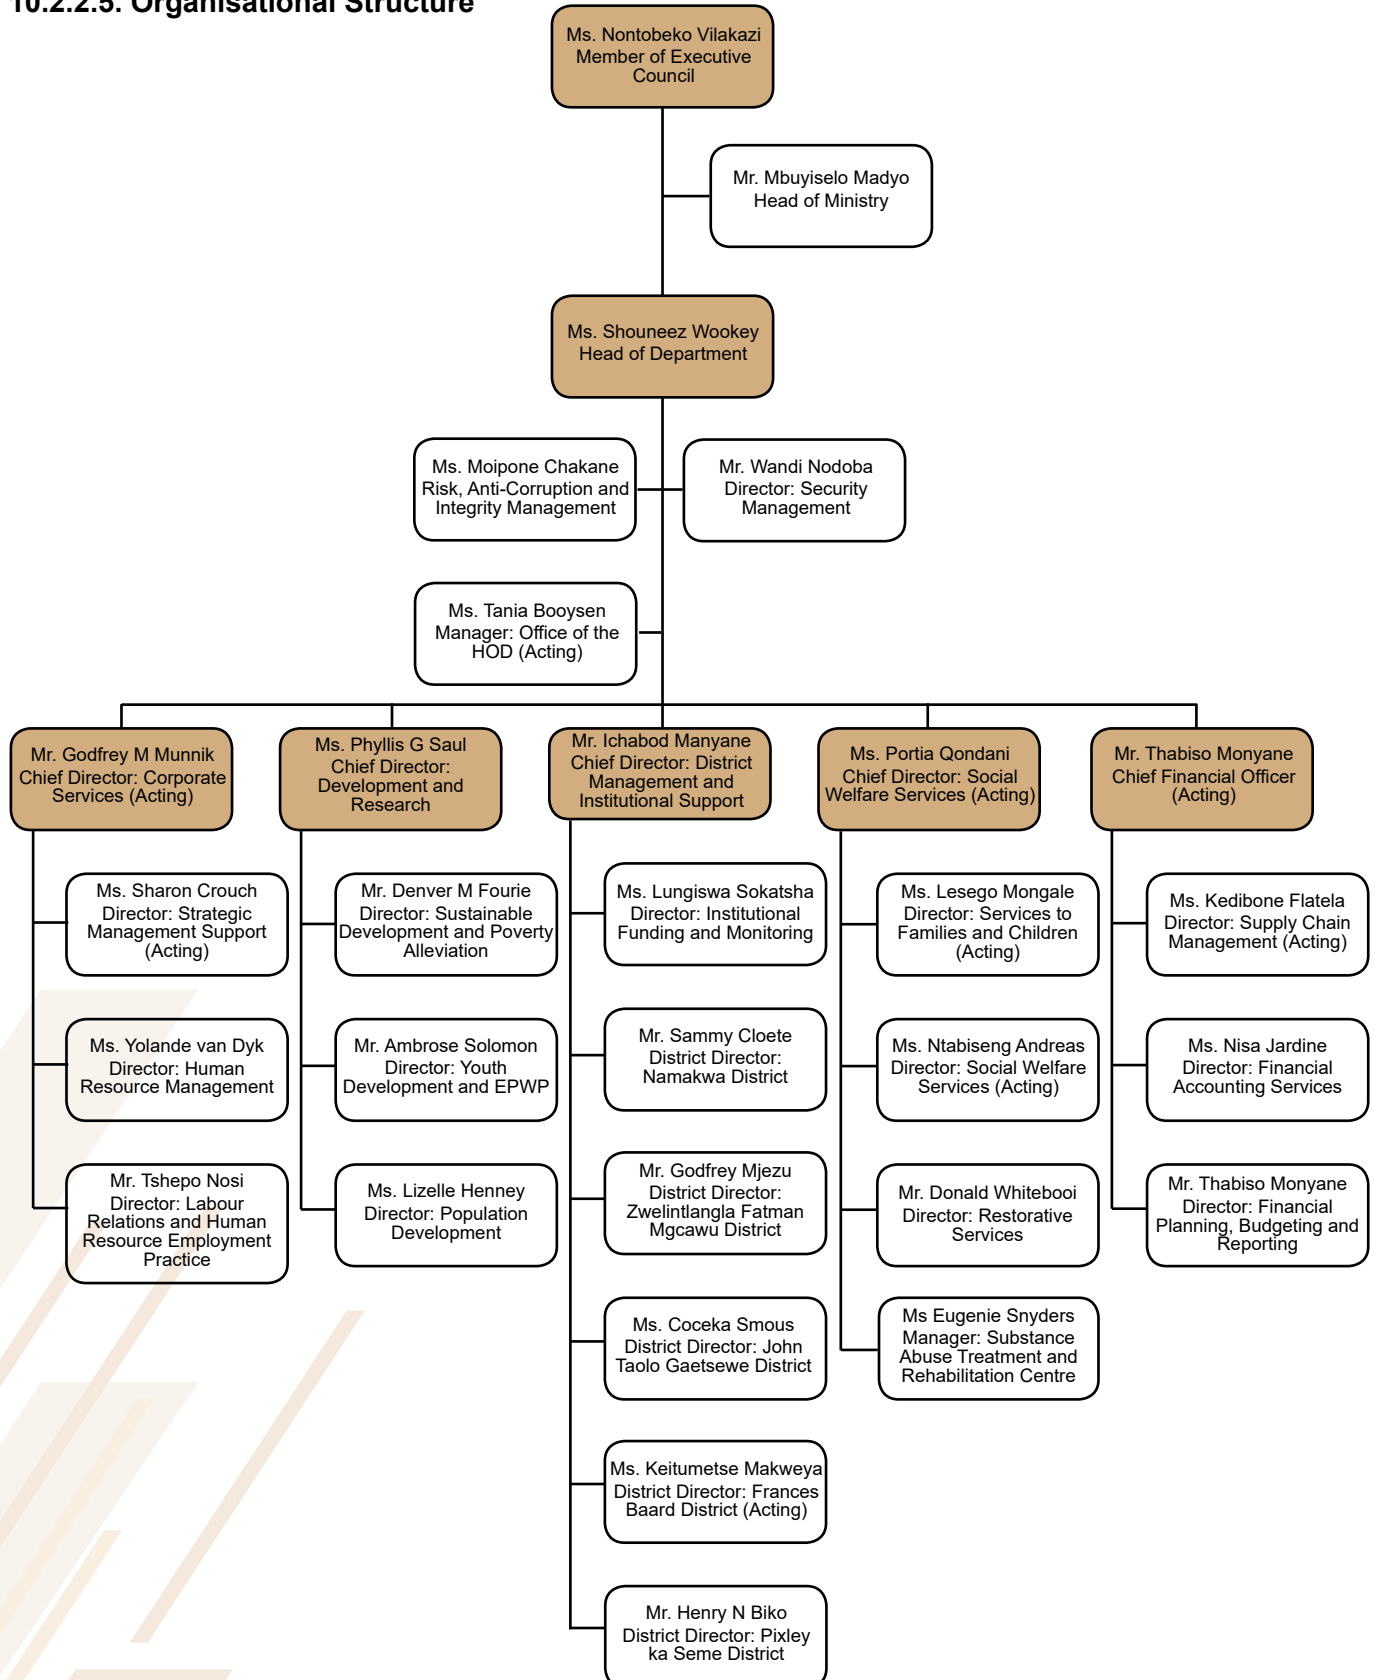 10.2.2.5. Organisational Structure
Ms. Nontobeko Vilakazi
Member of Executive
Council
Mr. Mbuyiselo Madyo
Head of Ministry
Ms. Shouneez Wookey
Head of Department
Ms. Moipone Chakane
Risk, Anti-Corruption and
Integrity Management
Mr. Wandi Nodoba
Director: Security
Management
Ms. Tania Booysen
Manager: Office of the
HOD (Acting)
Mr. Godfrey M Munnik
Chief Director: Corporate
Services (Acting)
Ms. Sharon Crouch
Director: Strategic
Management Support
(Acting)
Ms. Yolande van Dyk
Director: Human
Resource Management
Mr. Tshepo Nosi
Director: Labour
Relations and Human
Resource Employment
Practice
Ms. Phyllis G Saul
Chief Director:
Development and
Research
Mr. Denver M Fourie
Director: Sustainable
Development and Poverty
Alleviation
Mr. Ambrose Solomon
Director: Youth
Development and EPWP
Ms. Lizelle Henney
Director: Population
Development
Mr. Ichabod Manyane
Chief Director: District
Management and
Institutional Support
Ms. Lungiswa Sokatsha
Director: Institutional
Funding and Monitoring
Mr. Sammy Cloete
District Director:
Namakwa District
Mr. Godfrey Mjezu
District Director:
Zwelintlangla Fatman
Mgcawu District
Ms. Coceka Smous
District Director: John
Taolo Gaetsewe District
Ms. Keitumetse Makweya
District Director: Frances
Baard District (Acting)
Mr. Henry N Biko
District Director: Pixley
ka Seme District
Ms. Portia Qondani
Chief Director: Social
Welfare Services (Acting)
Ms. Lesego Mongale
Director: Services to
Families and Children
(Acting)
Ms. Ntabiseng Andreas
Director: Social Welfare
Services (Acting)
Mr. Donald Whitebooi
Director: Restorative
Services
Ms Eugenie Snyders
Manager: Substance
Abuse Treatment and
Rehabilitation Centre
Mr. Thabiso Monyane
Chief Financial Officer
(Acting)
Ms. Kedibone Flatela
Director: Supply Chain
Management (Acting)
Ms. Nisa Jardine
Director: Financial
Accounting Services
Mr. Thabiso Monyane
Director: Financial
Planning, Budgeting and
Reporting